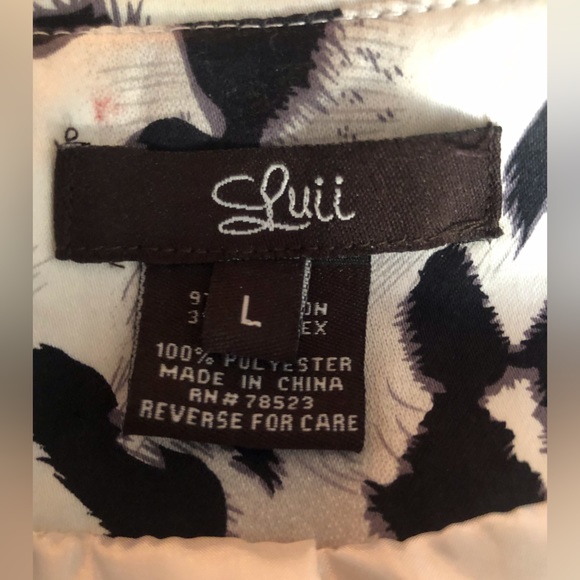 Luii
L
100% POLYESTER
MADE IN CHINA
RN# 78523
REVERSE FOR CARE